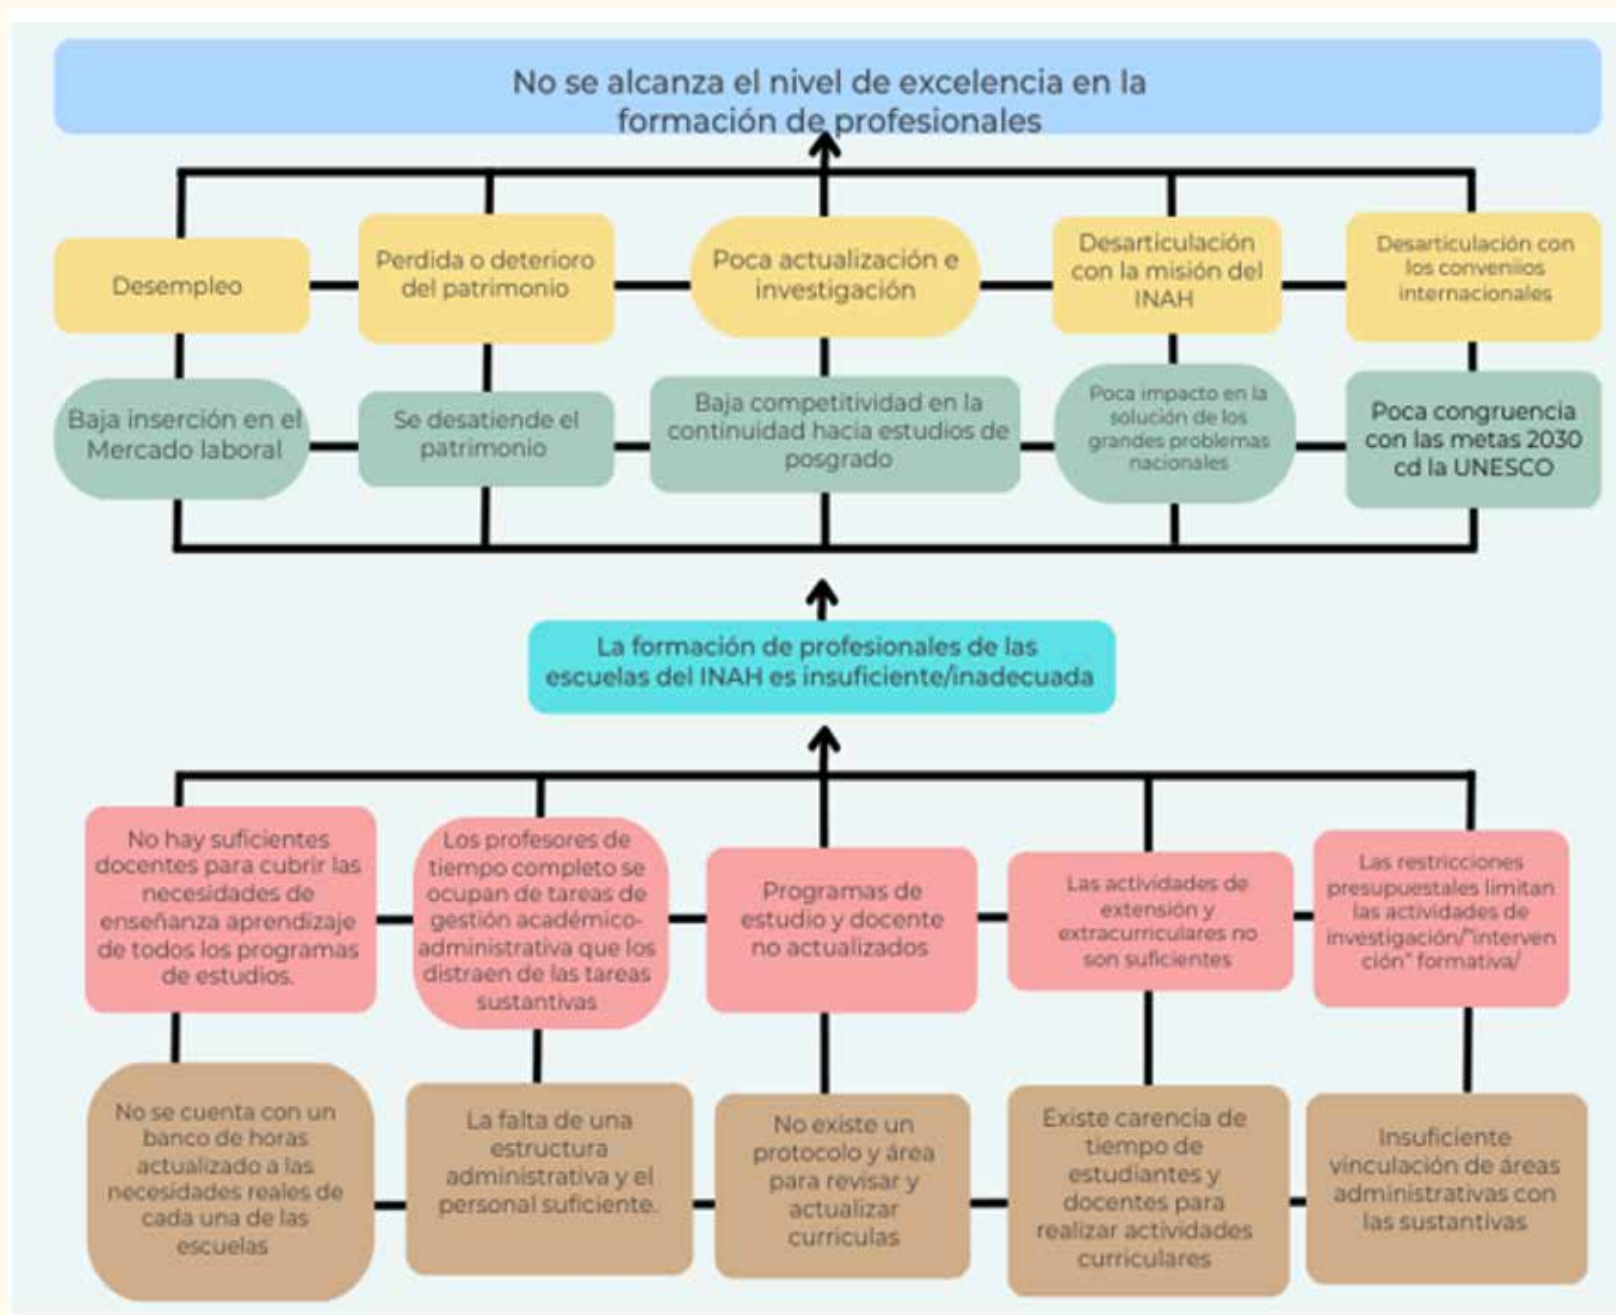 No se alcanza el nivel de excelencia en la
formación de profesionales
Desempleo
Perdida o deterioro
del patrimonio
Poca actualización e
investigación
Desarticulación
con la misión del
INAH
Desarticulación con
los conveniios
internacionales
Baja inserción en el
Mercado laboral
Se desatiende el
patrimonio
Baja competitividad en la
continuidad hacia estudios de
posgrado
Poca impacto en la
solución de los
grandes problemas
nacionales
Poca congruencia
con las metas 2030
cd la UNESCO
La formación de profesionales de las
escuelas del INAH es insuficiente/inadecuada
No hay suficientes
docentes para cubrir las
necesidades de
enseñanza aprendizaje
de todos los programas
de estudios.
Los profesores de
tiempo completo se
ocupan de tareas de
gestión académico-
administrativa que los
distraen de las tareas
sustantivas
Programas de
estudio y docente
no actualizados
Las actividades de
extensión y
extracurriculares no
son suficientes
Las restricciones
presupuestales limitan
las actividades de
investigación/"interven
ción" formativa/
No se cuenta con un
banco de horas
actualizado a las
necesidades reales de
cada una de las
escuelas
La falta de una
estructura
administrativa y el
personal suficiente.
No existe un
protocolo y área
para revisar y
actualizar
curriculas
Existe carencia de
tiempo de
estudiantes y
docentes para
realizar actividades
curriculares
Insuficiente
vinculación de áreas
administrativas con
las sustantivas